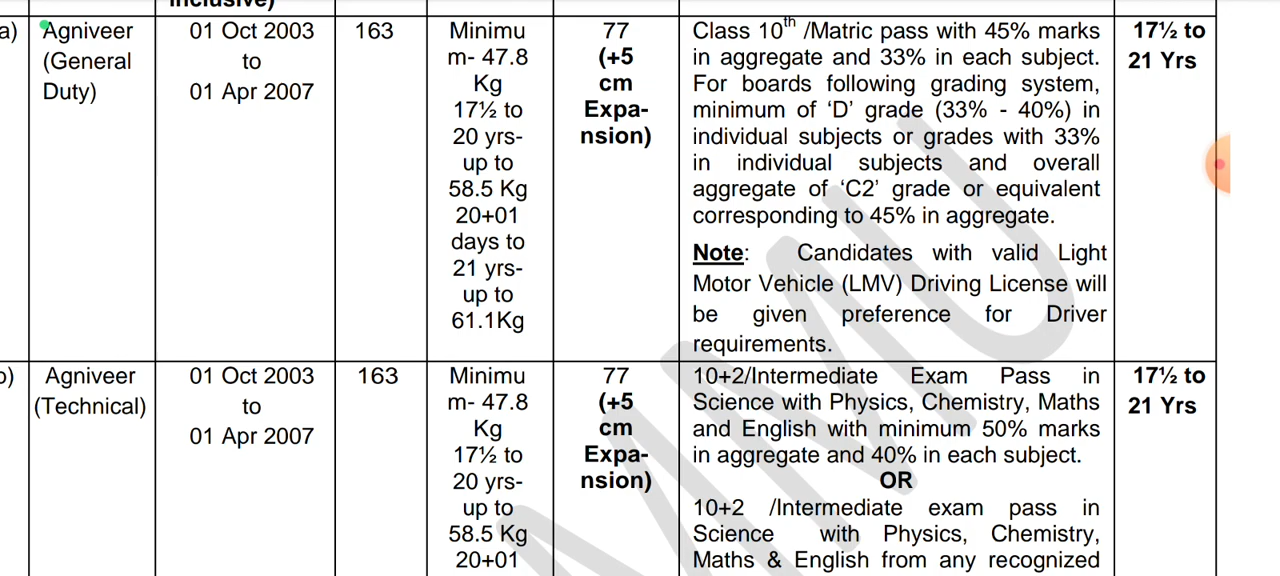 inclusive)
a)
Agniveer
(General
Duty)
01 Oct 2003
to
01 Apr 2007
163
Minimu
m- 47.8
Kg
17½ to
20 yrs-
up to
58.5 Kg
20+01
days to
21 yrs-
up to
61.1Kg
77
(+5
cm
Expa-
nsion)
Class 10th /Matric pass with 45% marks
in aggregate and 33% in each subject.
For boards following grading system,
minimum of ‘D’ grade (33% - 40%) in
individual subjects or grades with 33%
in individual subjects and overall
aggregate of ‘C2’ grade or equivalent
corresponding to 45% in aggregate.
Note: Candidates with valid Light
Motor Vehicle (LMV) Driving License will
be given preference for Driver
requirements.
17½ to
21 Yrs
b)
Agniveer
(Technical)
01 Oct 2003
to
01 Apr 2007
163
Minimu
m- 47.8
Kg
17½ to
20 yrs-
up to
58.5 Kg
20+01
77
(+5
cm
Expa-
nsion)
10+2/Intermediate Exam Pass in
Science with Physics, Chemistry, Maths
and English with minimum 50% marks
in aggregate and 40% in each subject.
OR
10+2 /Intermediate exam pass in
Science with Physics, Chemistry,
Maths & English from any recognized
17½ to
21 Yrs
MMU